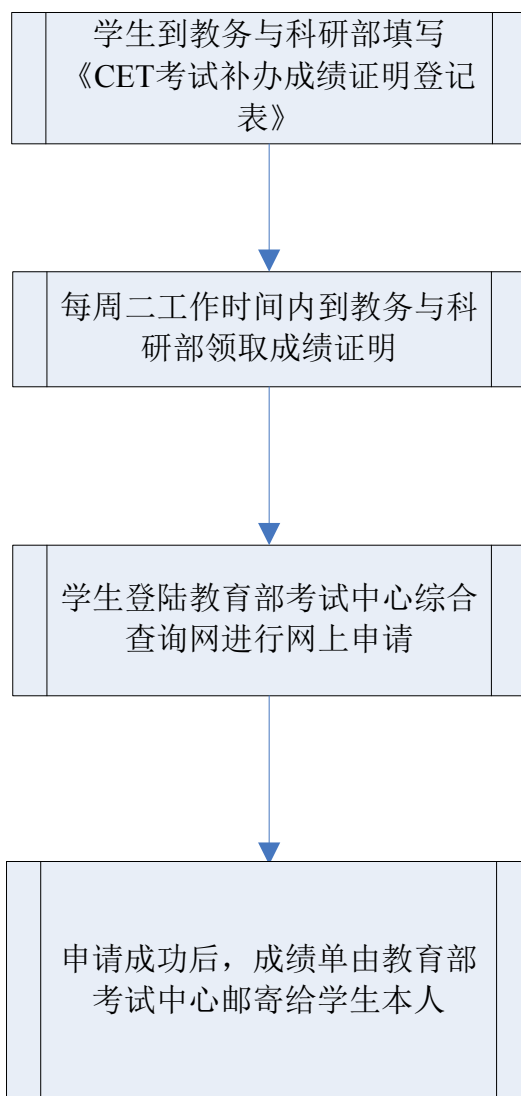 学生到教务与科研部填写
《CET考试补办成绩证明登记
表》
每周二工作时间内到教务与科
研部领取成绩证明
学生登陆教育部考试中心综合
查询网进行网上申请
申请成功后，成绩单由教育部
考试中心邮寄给学生本人